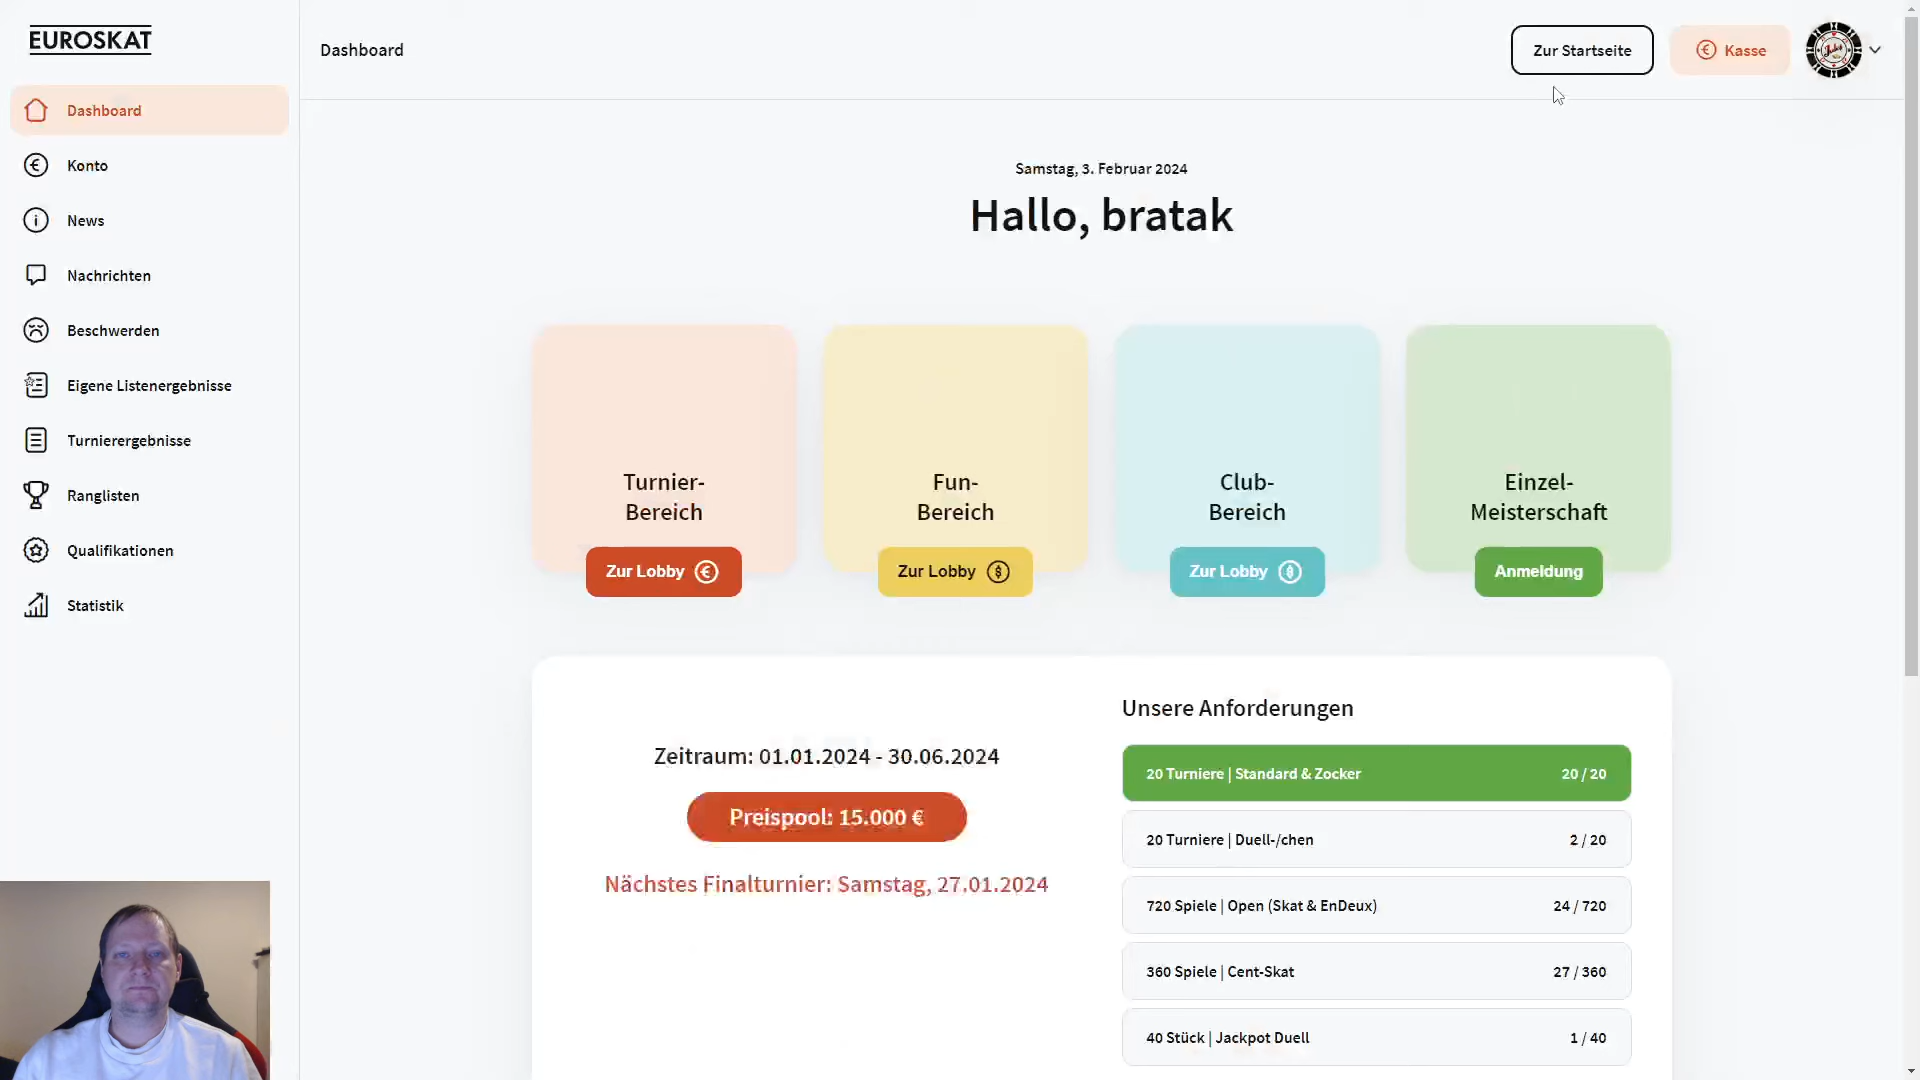 EUROSKAT
Dashboard
Zur Startseite
Kasse
Dashboard
Konto
News
Nachrichten
Beschwerden
Eigene Listenergebnisse
Turnierergebnisse
Ranglisten
Qualifikationen
Statistik
Samstag, 3. Februar 2024
Hallo, bratak
Turnier-
Bereich
Zur Lobby
Fun-
Bereich
Zur Lobby
Club-
Bereich
Zur Lobby
Einzel-
Meisterschaft
Anmeldung
Zeitraum: 01.01.2024 - 30.06.2024
Preispool: 15.000 €
Nächstes Finalturnier: Samstag, 27.01.2024
Unsere Anforderungen
20 Turniere | Standard & Zocker 20 / 20
20 Turniere | Duell-/chen 2 / 20
720 Spiele | Open (Skat & EnDeux) 24 / 720
360 Spiele | Cent-Skat 27 / 360
40 Stück | Jackpot Duell 1 / 40